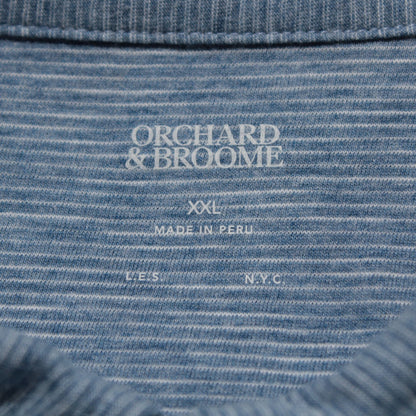 ORCHARD
& BROOME
XXL
MADE IN PERU
L.E.S. N.Y.C.